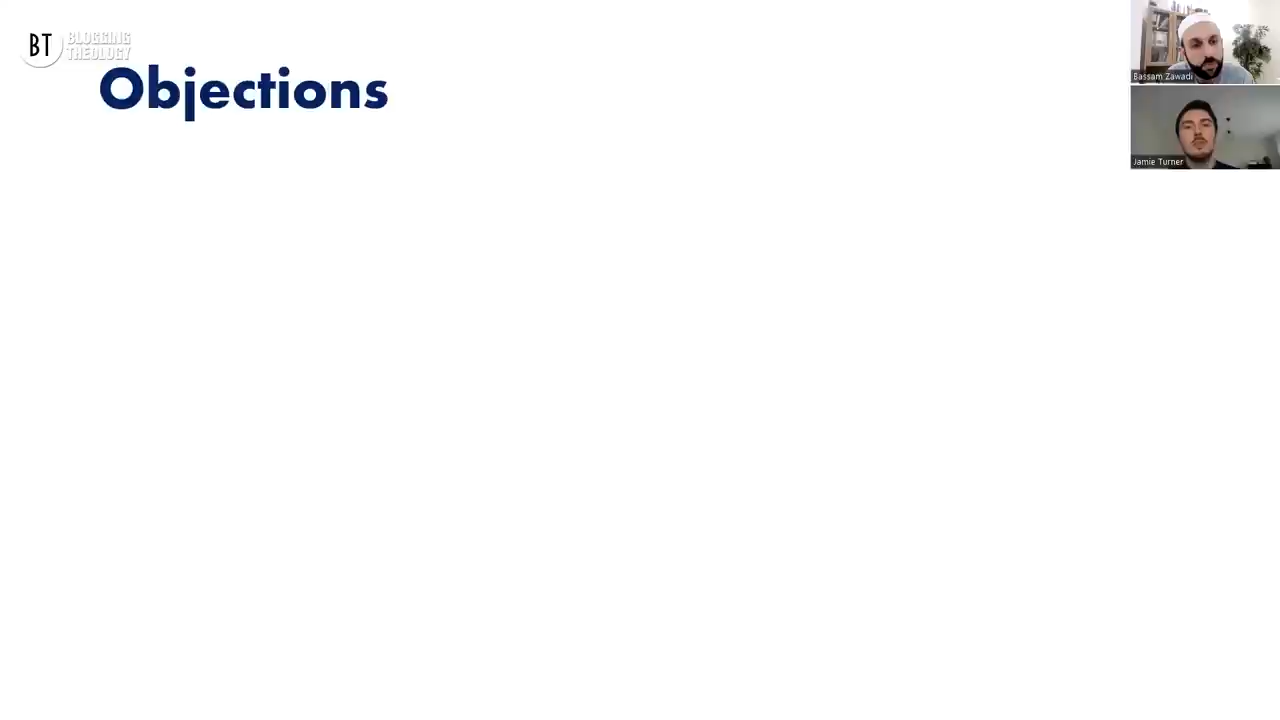 BT BLOGGING
THEOLOGY
Objections
Bassam Zawadi
Jamie Turner